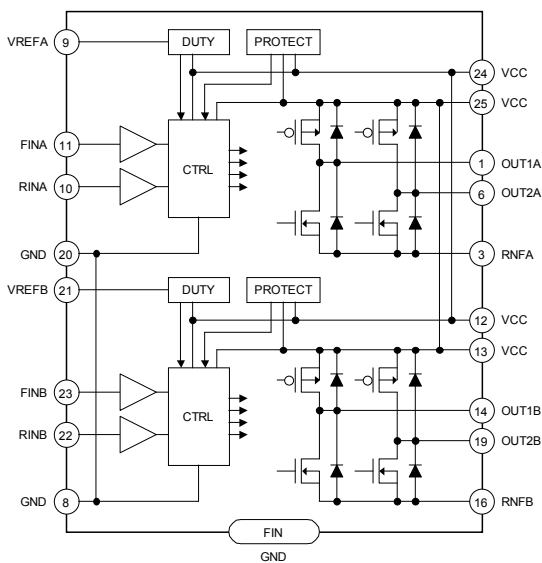 VREFA 9 DUTY PROTECT
24 VCC
25 VCC
FINA 11
CTRL
1 OUT1A
RINA 10
6 OUT2A
GND 20
3 RNFA
VREFB 21 DUTY PROTECT
12 VCC
13 VCC
FINB 23
CTRL
14 OUT1B
RINB 22
19 OUT2B
GND 8
16 RNFB
FIN
GND